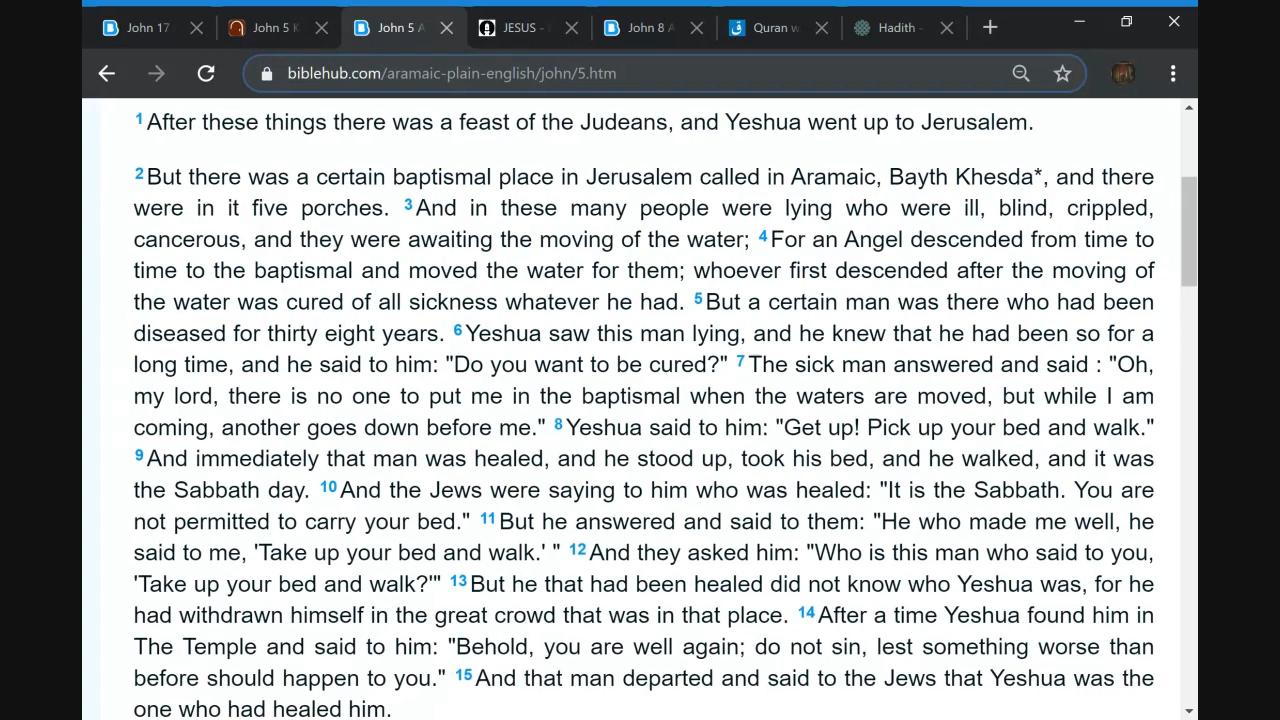 John 17
John 5 K
John 5 A
JESUS -
John 8 A
Quran w
Hadith -
biblehub.com/aramaic-plain-english/john/5.htm
1 After these things there was a feast of the Judeans, and Yeshua went up to Jerusalem.
2 But there was a certain baptismal place in Jerusalem called in Aramaic, Bayth Khesda*, and there
were in it five porches. 3 And in these many people were lying who were ill, blind, crippled,
cancerous, and they were awaiting the moving of the water; 4 For an Angel descended from time to
time to the baptismal and moved the water for them; whoever first descended after the moving of
the water was cured of all sickness whatever he had. 5 But a certain man was there who had been
diseased for thirty eight years. 6 Yeshua saw this man lying, and he knew that he had been so for a
long time, and he said to him: "Do you want to be cured?" 7 The sick man answered and said : "Oh,
my lord, there is no one to put me in the baptismal when the waters are moved, but while I am
coming, another goes down before me." 8 Yeshua said to him: "Get up! Pick up your bed and walk."
9 And immediately that man was healed, and he stood up, took his bed, and he walked, and it was
the Sabbath day. 10 And the Jews were saying to him who was healed: "It is the Sabbath. You are
not permitted to carry your bed." 11 But he answered and said to them: "He who made me well, he
said to me, 'Take up your bed and walk.' " 12 And they asked him: "Who is this man who said to you,
'Take up your bed and walk?'" 13 But he that had been healed did not know who Yeshua was, for he
had withdrawn himself in the great crowd that was in that place. 14 After a time Yeshua found him in
The Temple and said to him: "Behold, you are well again; do not sin, lest something worse than
before should happen to you." 15 And that man departed and said to the Jews that Yeshua was the
one who had healed him.